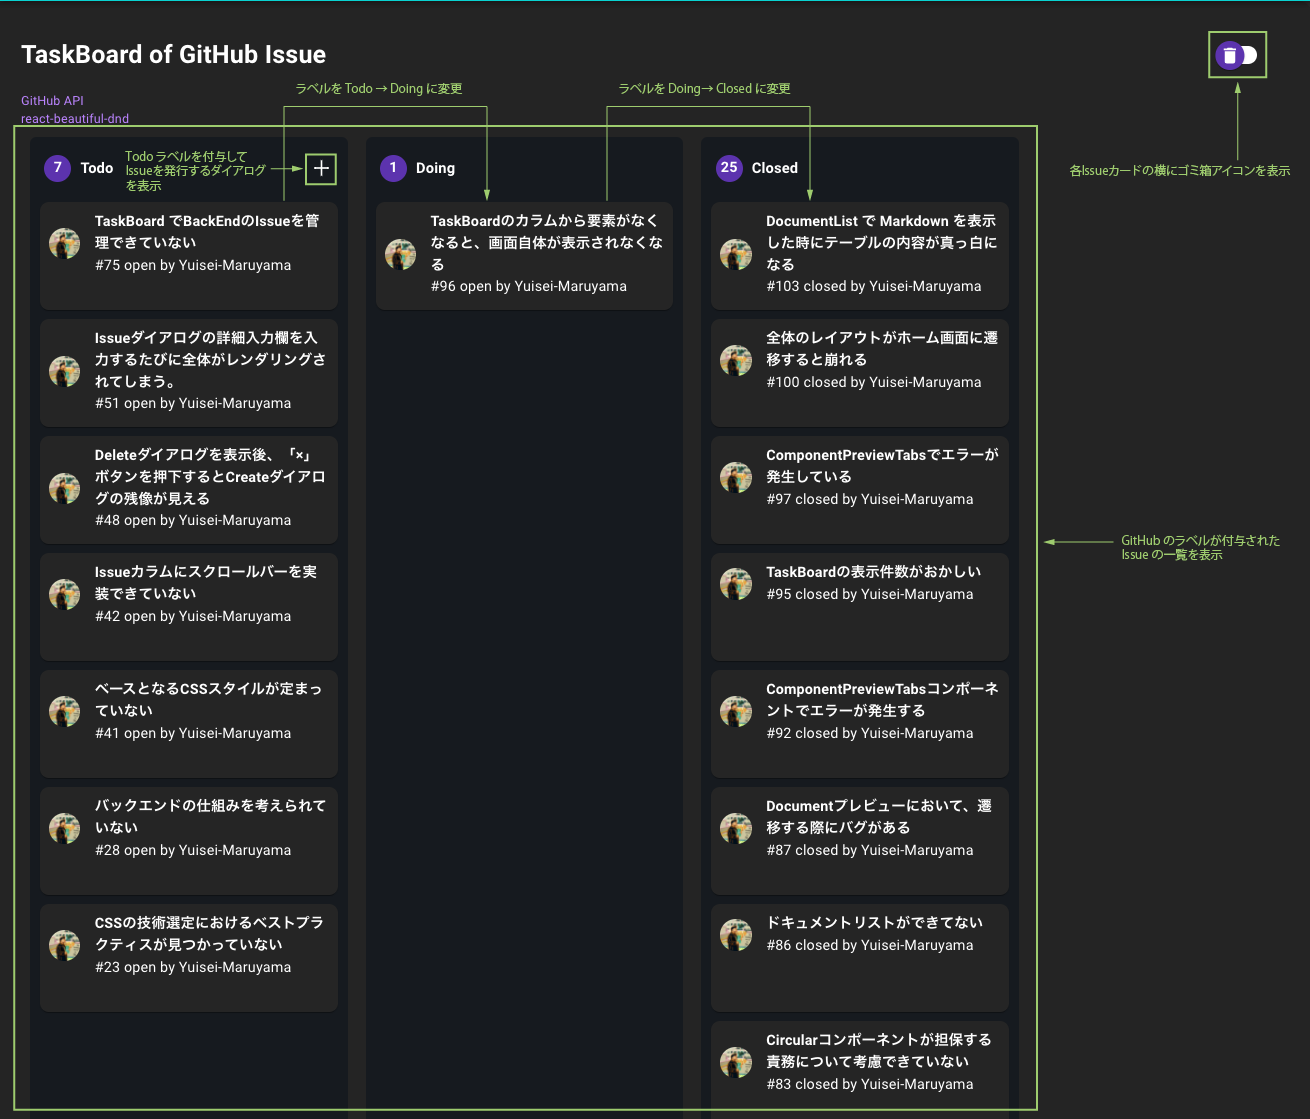 TaskBoard of GitHub Issue
ラベルを Todo → Doing に変更
ラベルを Doing→ Closed に変更
GitHub API
react-beautiful-dnd
7
Todo
Todo ラベルを付与して
Issueを発行するダイアログ
を表示
1
Doing
25
Closed
各Issueカードの横にゴミ箱アイコンを表示
TaskBoard でBackEndのIssueを管
理できていない
#75 open by Yuisei-Maruyama
Issueダイアログの詳細入力欄を入
力するたびに全体がレンダリングさ
れてしまう。
#51 open by Yuisei-Maruyama
Deleteダイアログを表示後、「×」
ボタンを押下するとCreateダイアロ
グの残像が見える
#48 open by Yuisei-Maruyama
Issueカラムにスクロールバーを実
装できていない
#42 open by Yuisei-Maruyama
ベースとなるCSSスタイルが定まっ
ていない
#41 open by Yuisei-Maruyama
バックエンドの仕組みを考えられて
いない
#28 open by Yuisei-Maruyama
CSSの技術選定におけるベストプラ
クティスが見つかっていない
#23 open by Yuisei-Maruyama
TaskBoardのカラムから要素がなく
なると、画面自体が表示されなくな
る
#96 open by Yuisei-Maruyama
DocumentList で Markdown を表示
した時にテーブルの内容が真っ白に
なる
#103 closed by Yuisei-Maruyama
全体のレイアウトがホーム画面に遷
移すると崩れる
#100 closed by Yuisei-Maruyama
ComponentPreviewTabsでエラーが
発生している
#97 closed by Yuisei-Maruyama
TaskBoardの表示件数がおかしい
#95 closed by Yuisei-Maruyama
ComponentPreviewTabsコンポーネ
ントでエラーが発生する
#92 closed by Yuisei-Maruyama
Documentプレビューにおいて、遷
移する際にバグがある
#87 closed by Yuisei-Maruyama
ドキュメントリストができてない
#86 closed by Yuisei-Maruyama
Circularコンポーネントが担保する
責務について考慮できていない
#83 closed by Yuisei-Maruyama
GitHub のラベルが付与された
Issue の一覧を表示